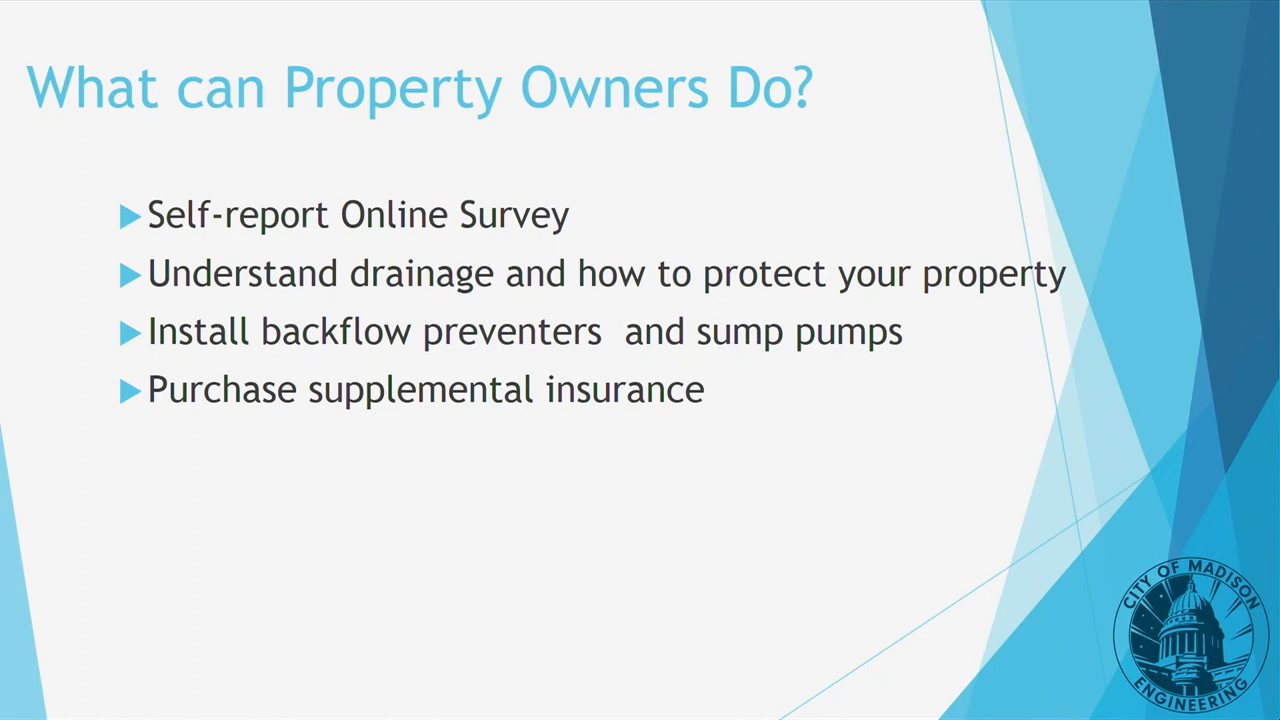 What can Property Owners Do?
Self-report Online Survey
Understand drainage and how to protect your property
Install backflow preventers  and sump pumps
Purchase supplemental insurance
CITY OF MADISON
ENGINEERING